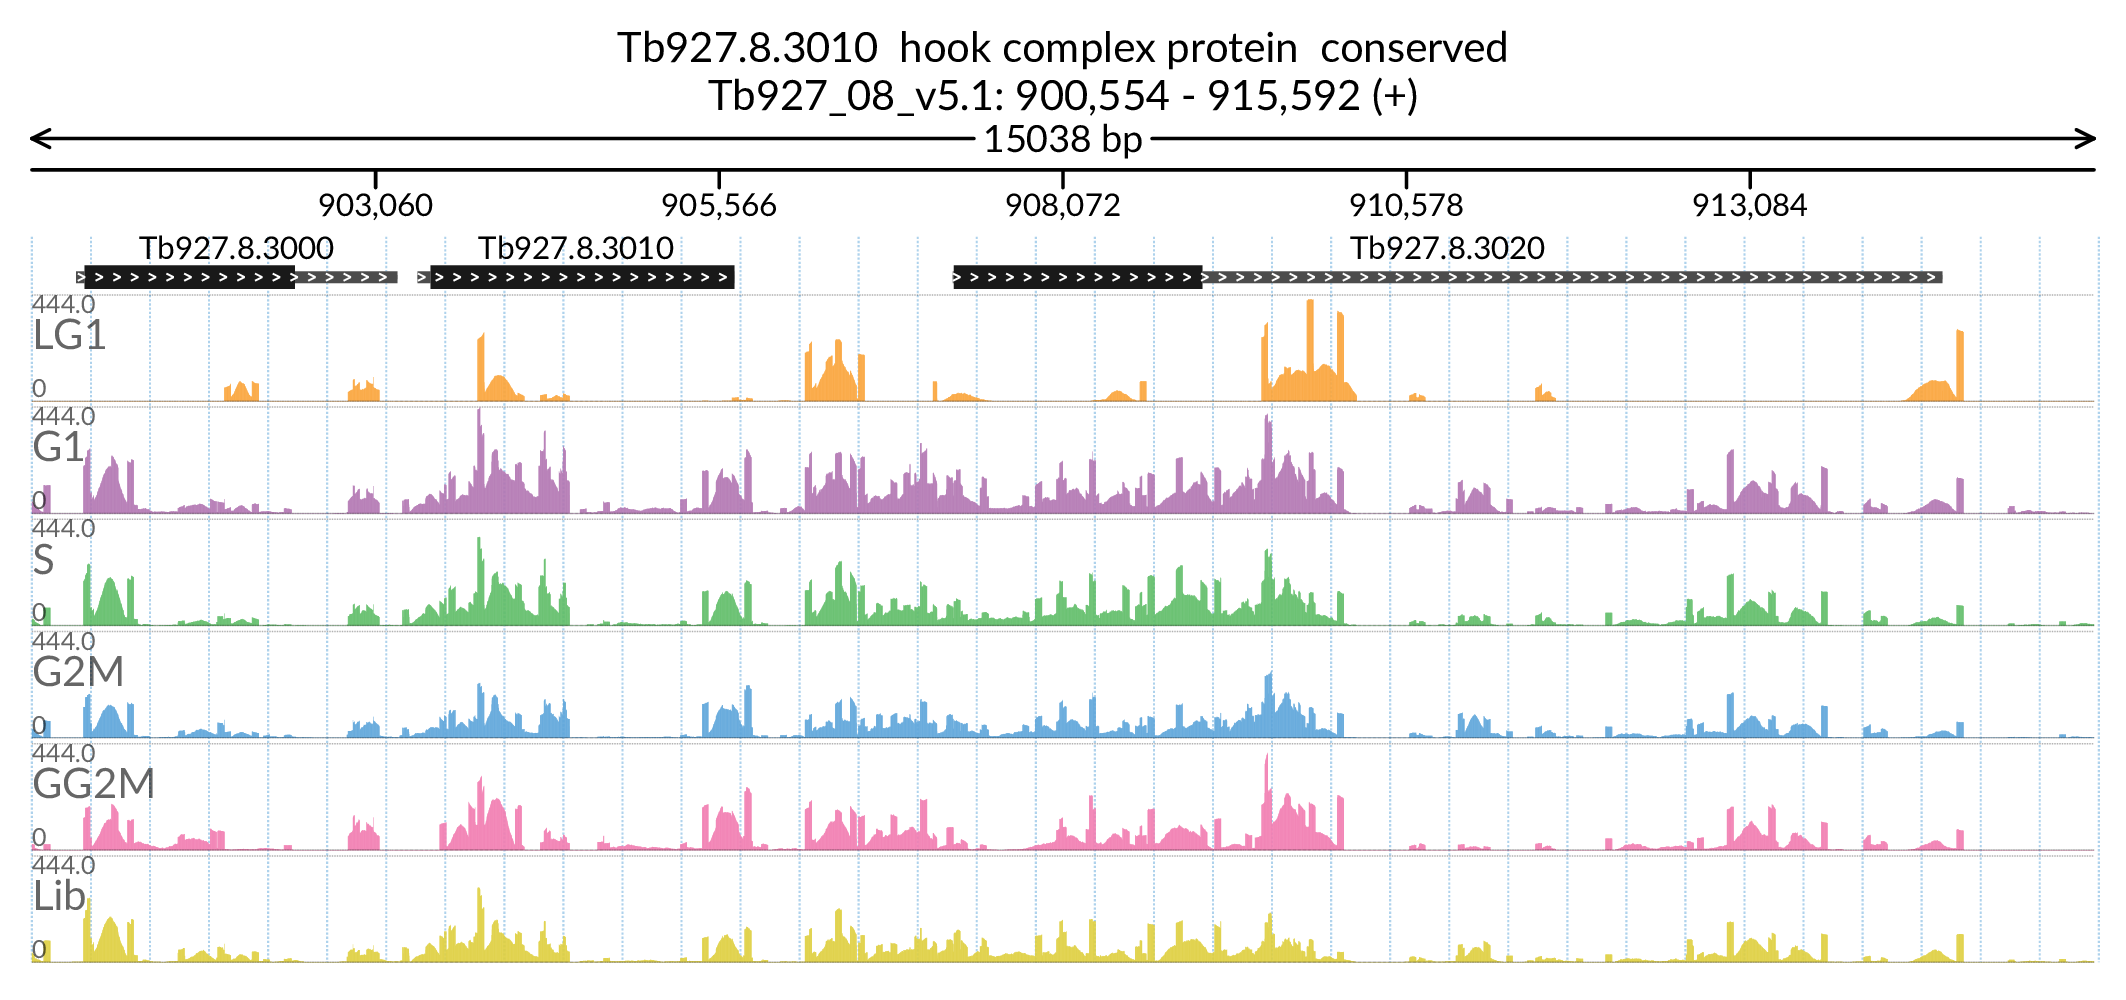 Tb927.8.3010 hook complex protein conserved
Tb927_08_v5.1: 900,554 - 915,592 (+)
15038 bp
903,060 905,566 908,072 910,578 913,084
Tb927.8.3000 Tb927.8.3010 Tb927.8.3020
444.0
LG1
0
444.0
G1
0
444.0
S
0
444.0
G2M
0
444.0
GG2M
0
444.0
Lib
0